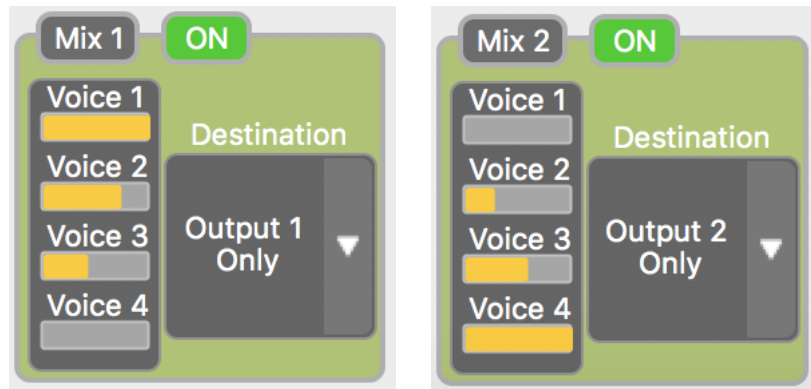 Mix 1 ON
Voice 1
Voice 2
Voice 3
Voice 4
Destination
Output 1
Only
Mix 2 ON
Voice 1
Voice 2
Voice 3
Voice 4
Destination
Output 2
Only